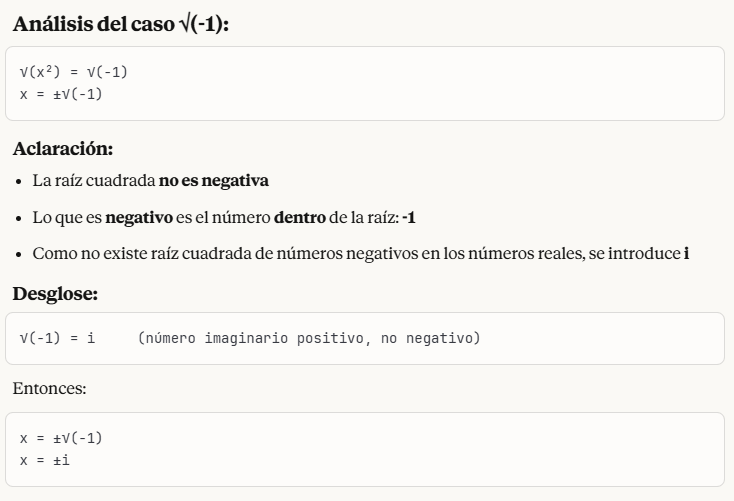 Análisis del caso √(-1):
√(x²) = √(-1)
x = ±√(-1)
Aclaración:
• La raíz cuadrada no es negativa
• Lo que es negativo es el número dentro de la raíz: -1
• Como no existe raíz cuadrada de números negativos en los números reales, se introduce i
Desglose:
√(-1) = i     (número imaginario positivo, no negativo)
Entonces:
x = ±√(-1)
x = ±i